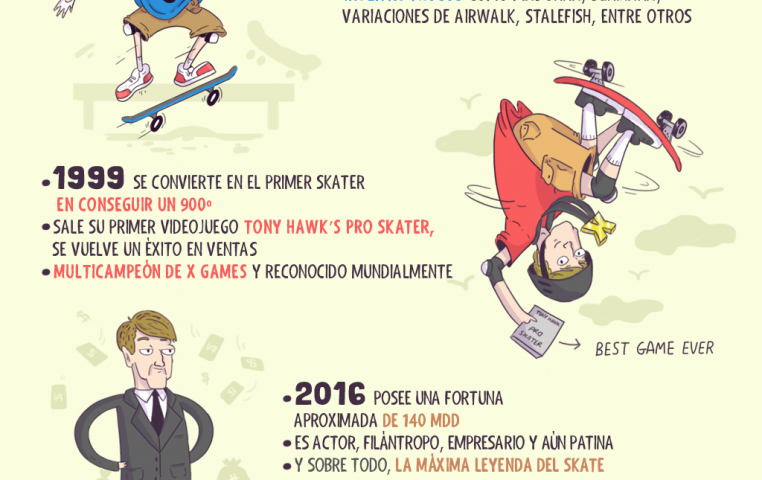 VARIACIONES DE AIRWALK, STALEFISH, ENTRE OTROS
•1999 SE CONVIERTE EN EL PRIMER SKATER
EN CONSEGUIR UN 900º
•SALE SU PRIMER VIDEOJUEGO TONY HAWK'S PRO SKATER,
SE VUELVE UN ÈXITO EN VENTAS
•MULTICAMPEÒN DE X GAMES Y RECONOCIDO MUNDIALMENTE
X
TONY HAWK
PRO
SKATER
BEST GAME EVER
•2016 POSEE UNA FORTUNA
APROXIMADA DE 140 MDD
•ES ACTOR, FILÀNTROPO, EMPRESARIO Y AÙN PATINA
•Y SOBRE TODO, LA MÀXIMA LEYENDA DEL SKATE